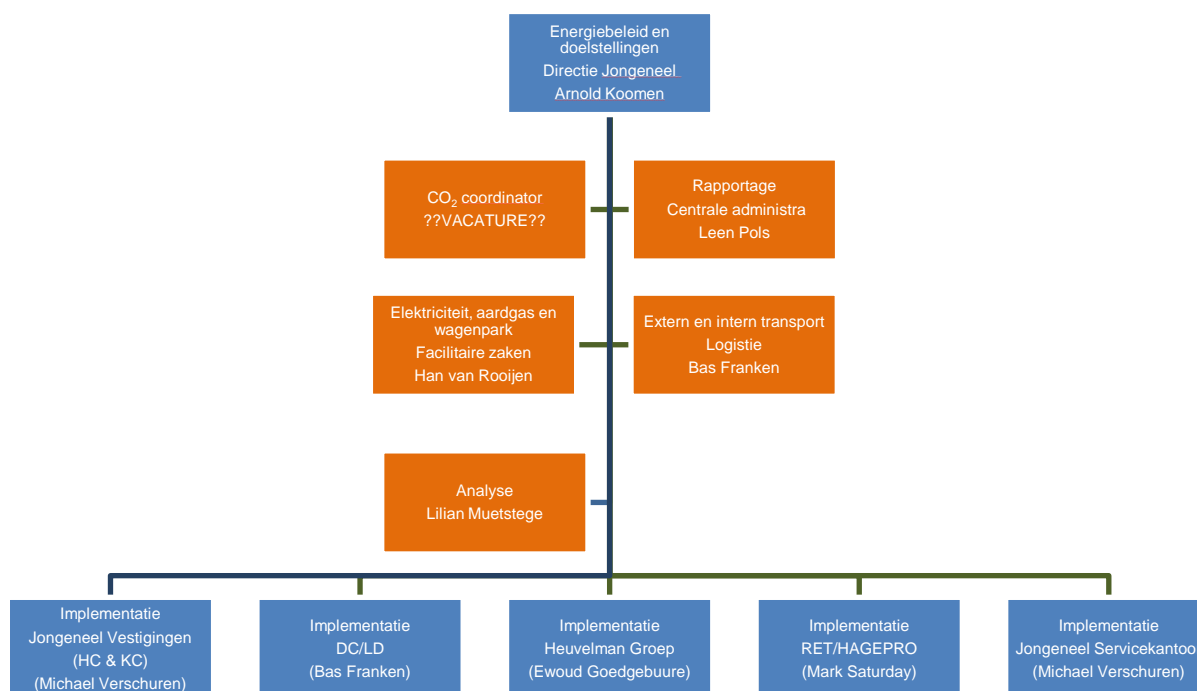 Energiebeleid en
doelstellingen
Directie Jongeneel
Arnold Koomen
CO₂ coordinator
??VACATURE??
Rapportage
Centrale administra
Leen Pols
Elektriciteit, aardgas en
wagenpark
Facilitaire zaken
Han van Rooijen
Extern en intern transport
Logistie
Bas Franken
Analyse
Lilian Muetstege
Implementatie
Jongeneel Vestigingen
(HC & KC)
(Michael Verschuren)
Implementatie
DC/LD
(Bas Franken)
Implementatie
Heuvelman Groep
(Ewoud Goedgebuure)
Implementatie
RET/HAGEPRO
(Mark Saturday)
Implementatie
Jongeneel Servicekantoo
(Michael Verschuren)